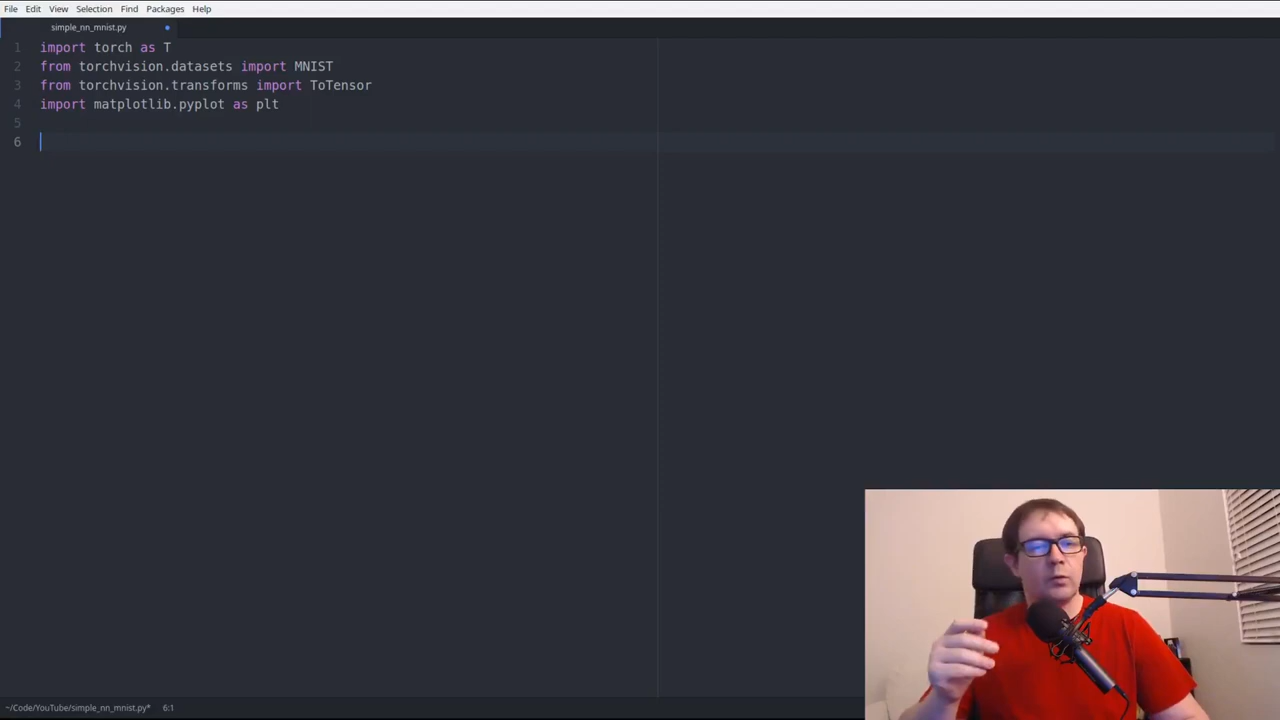 File Edit View Selection Find Packages Help
simple_nn_mnist.py
1 import torch as T
2 from torchvision.datasets import MNIST
3 from torchvision.transforms import ToTensor
4 import matplotlib.pyplot as plt
5
6
~/Code/YouTube/simple_nn_mnist.py* 6:1